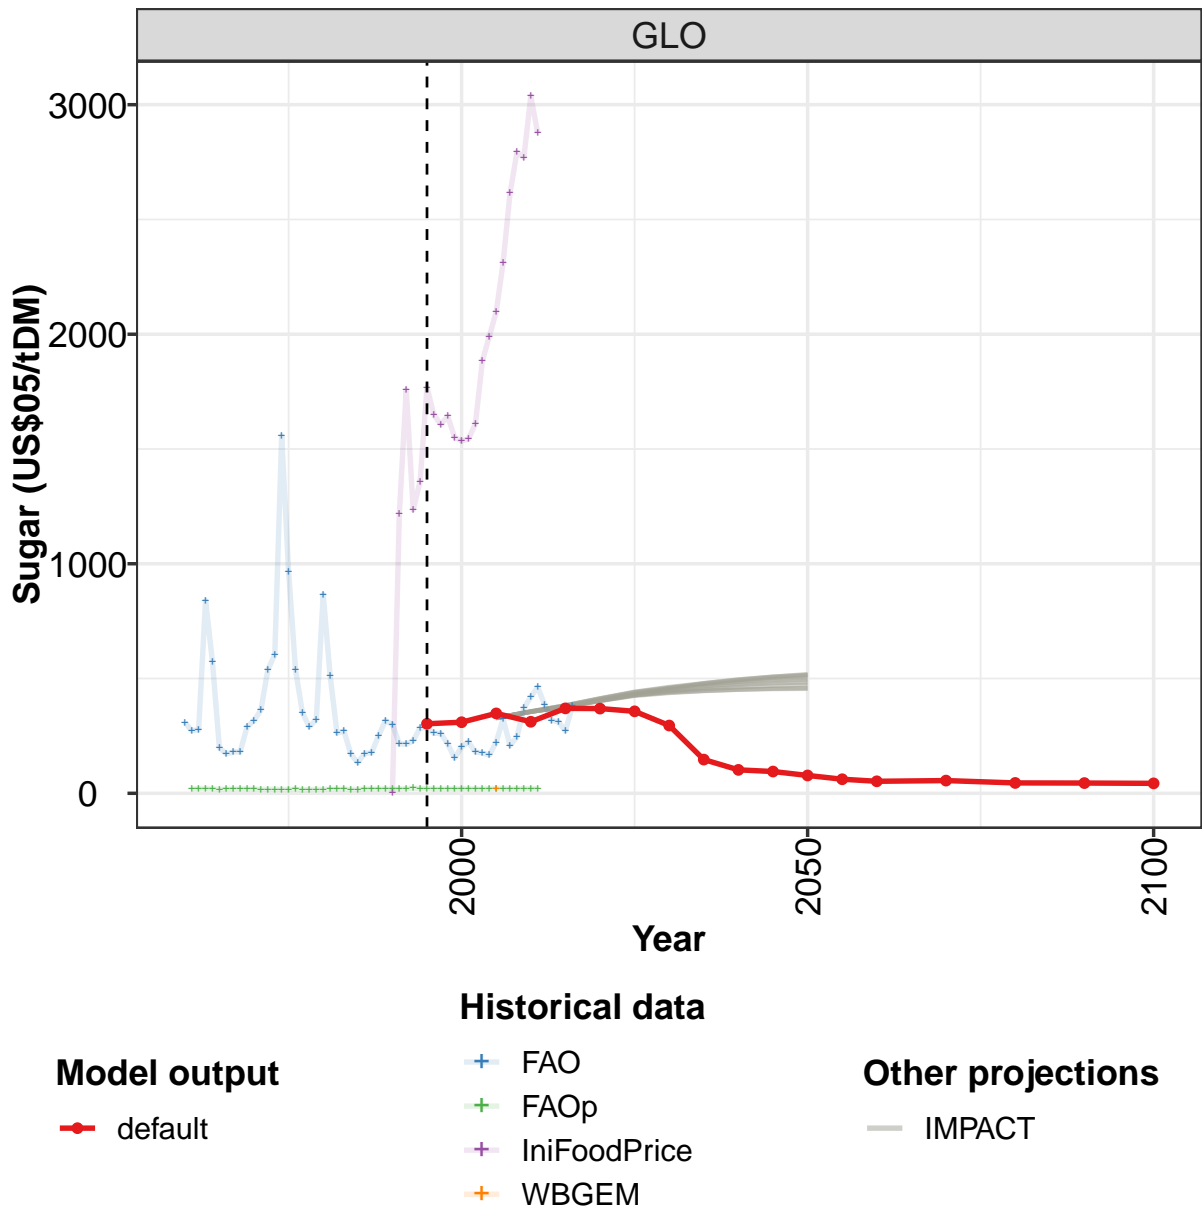 GLO
3000
2000
1000
0
Sugar (US$05/tDM)
2000
2050
2100
Year
Historical data
FAO
FAOp
IniFoodPrice
WBGEM
Model output
default
Other projections
IMPACT